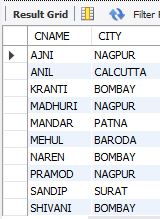 Result Grid Filter
CNAME CITY
AJNI NAGPUR
ANIL CALCUTTA
KRANTI BOMBAY
MADHURI NAGPUR
MANDAR PATNA
MEHUL BARODA
NAREN BOMBAY
PRAMOD NAGPUR
SANDIP SURAT
SHIVANI BOMBAY